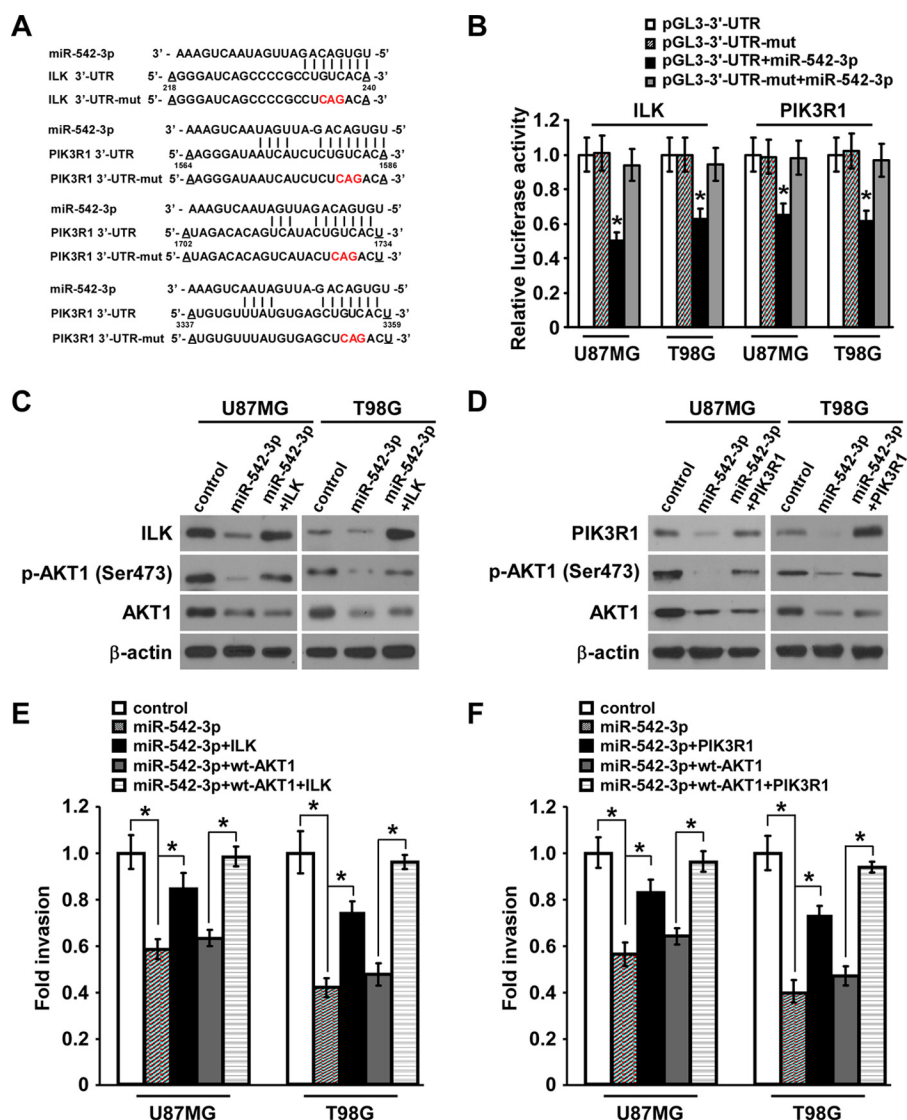 A
miR-542-3p 3’- AAAGUCAAUAGUUAGACAGUGU -5’
ILK 3’-UTR 5’- AGGGAUCAGCCCCGCCUGUCACA -3’
218 240
ILK 3’UTR-mut 5’- AGGGAUCAGCCCCGCCUCAGACA -3’
miR-542-3p 3’ - AAAGUCAAUAGUUA-GACAGUGU -5’
PIK3R1 3’-UTR 5’- AAGGGAUAAUCAUCUCUGUCACA -3’
1564 1586
PIK3R1 3’UTR-mut 5’-AAGGGAUAAUCAUCUCUCAGACA -3’
miR-542-3p 3’ - AAAGUCAAUAGUUAGACAGUGU -5’
PIK3R1 3’-UTR 5’- AUAGACACAGUCAUACUGUCACU -3’
1702 1734
PIK3R1 3’UTR-mut 5’- AUAGACACAGUCAUACUCAGACU -3’
miR-542-3p 3’ - AAAGUCAAUAGUUA-GACAGUGU -5’
PIK3R1 3’-UTR 5’- AUGUGUUUAUGUGAGCUGUCACU -3’
3337 3359
PIK3R1 3’UTR-mut 5’- AUGUGUUUAUGUGAGCUCAGACU -3’
B
pGL3-3’-UTR
pGL3-3’-UTR-mut
pGL3-3’-UTR+miR-542-3p
pGL3-3’-UTR-mut+miR-542-3p
ILK PIK3R1
Relative luciferase activity
1.2
1.0
0.8
0.6
0.4
0.2
0
* * * *
U87MG T98G U87MG T98G
C
U87MG T98G
control miR-542-3p miR-542-3p +ILK control miR-542-3p miR-542-3p +ILK
ILK
p-AKT1 (Ser473)
AKT1
β-actin
D
U87MG T98G
control miR-542-3p miR-542-3p +PIK3R1 control miR-542-3p miR-542-3p +PIK3R1
PIK3R1
p-AKT1 (Ser473)
AKT1
β-actin
E
control
miR-542-3p
miR-542-3p+ILK
miR-542-3p+wt-AKT1
miR-542-3p+wt-AKT1+ILK
Fold invasion
1.2
1.0
0.8
0.6
0.4
0.2
0
* * * * * *
U87MG T98G
F
control
miR-542-3p
miR-542-3p+PIK3R1
miR-542-3p+wt-AKT1
miR-542-3p+wt-AKT1+PIK3R1
Fold invasion
1.2
1.0
0.8
0.6
0.4
0.2
0
* * * * * *
U87MG T98G